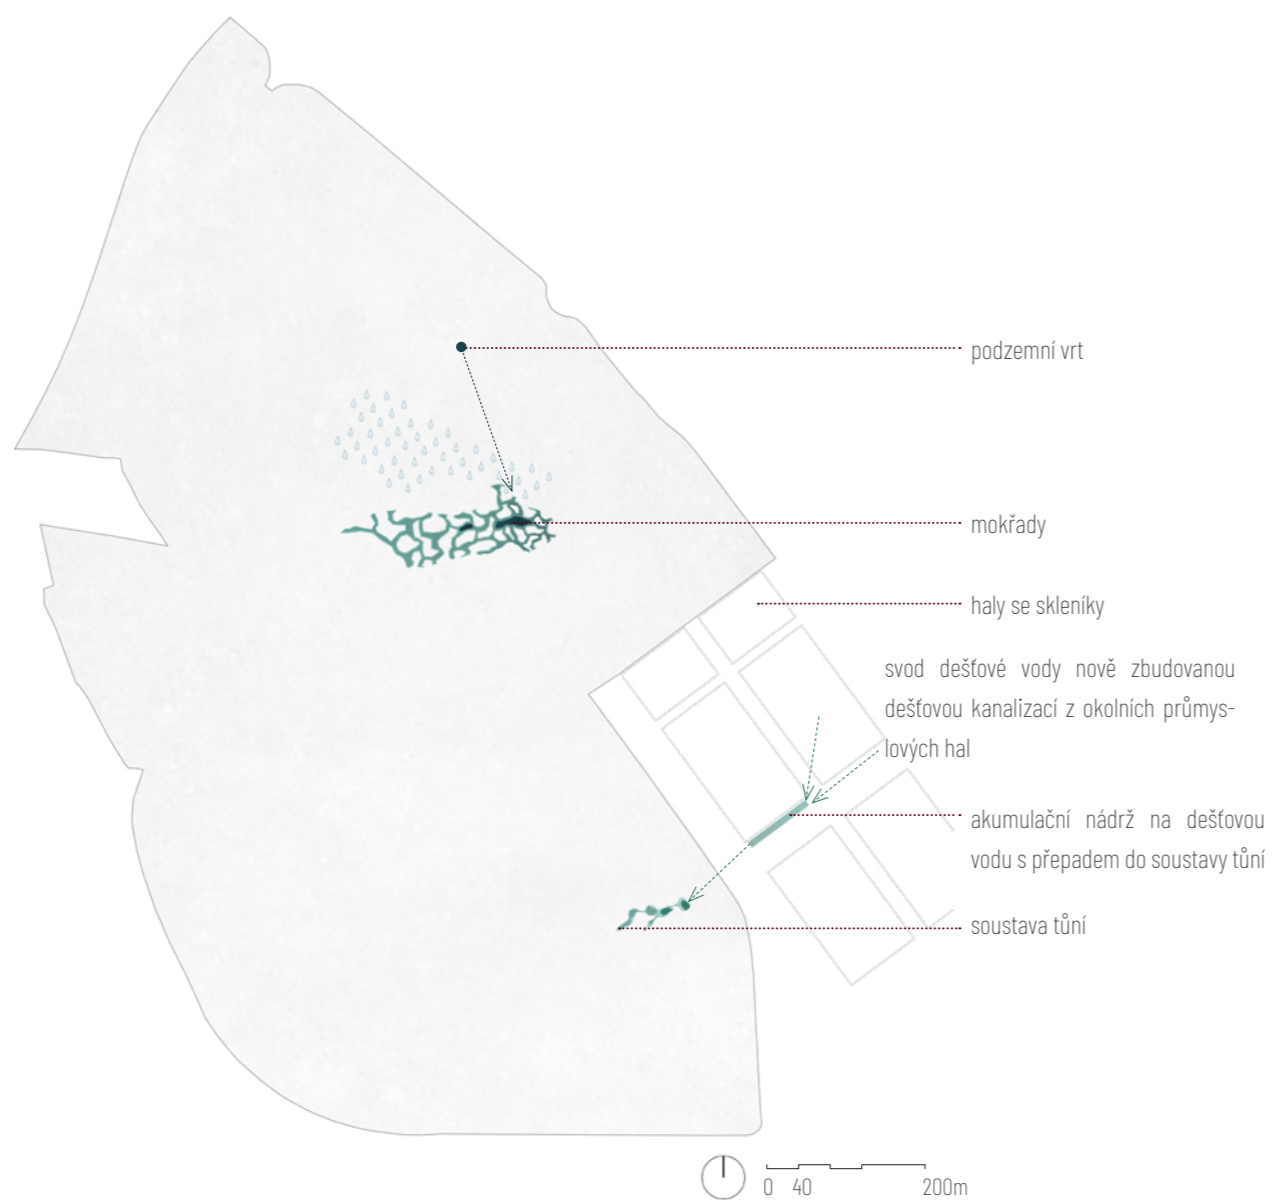 podzemní vrt
mokřady
haly se skleníky
svod dešťové vody nově zbudovanou
dešťovou kanalizací z okolních průmys-
lových hal
akumulační nádrž na dešťovou
vodu s přepadem do soustavy tůní
soustava tůní
0 40 200m